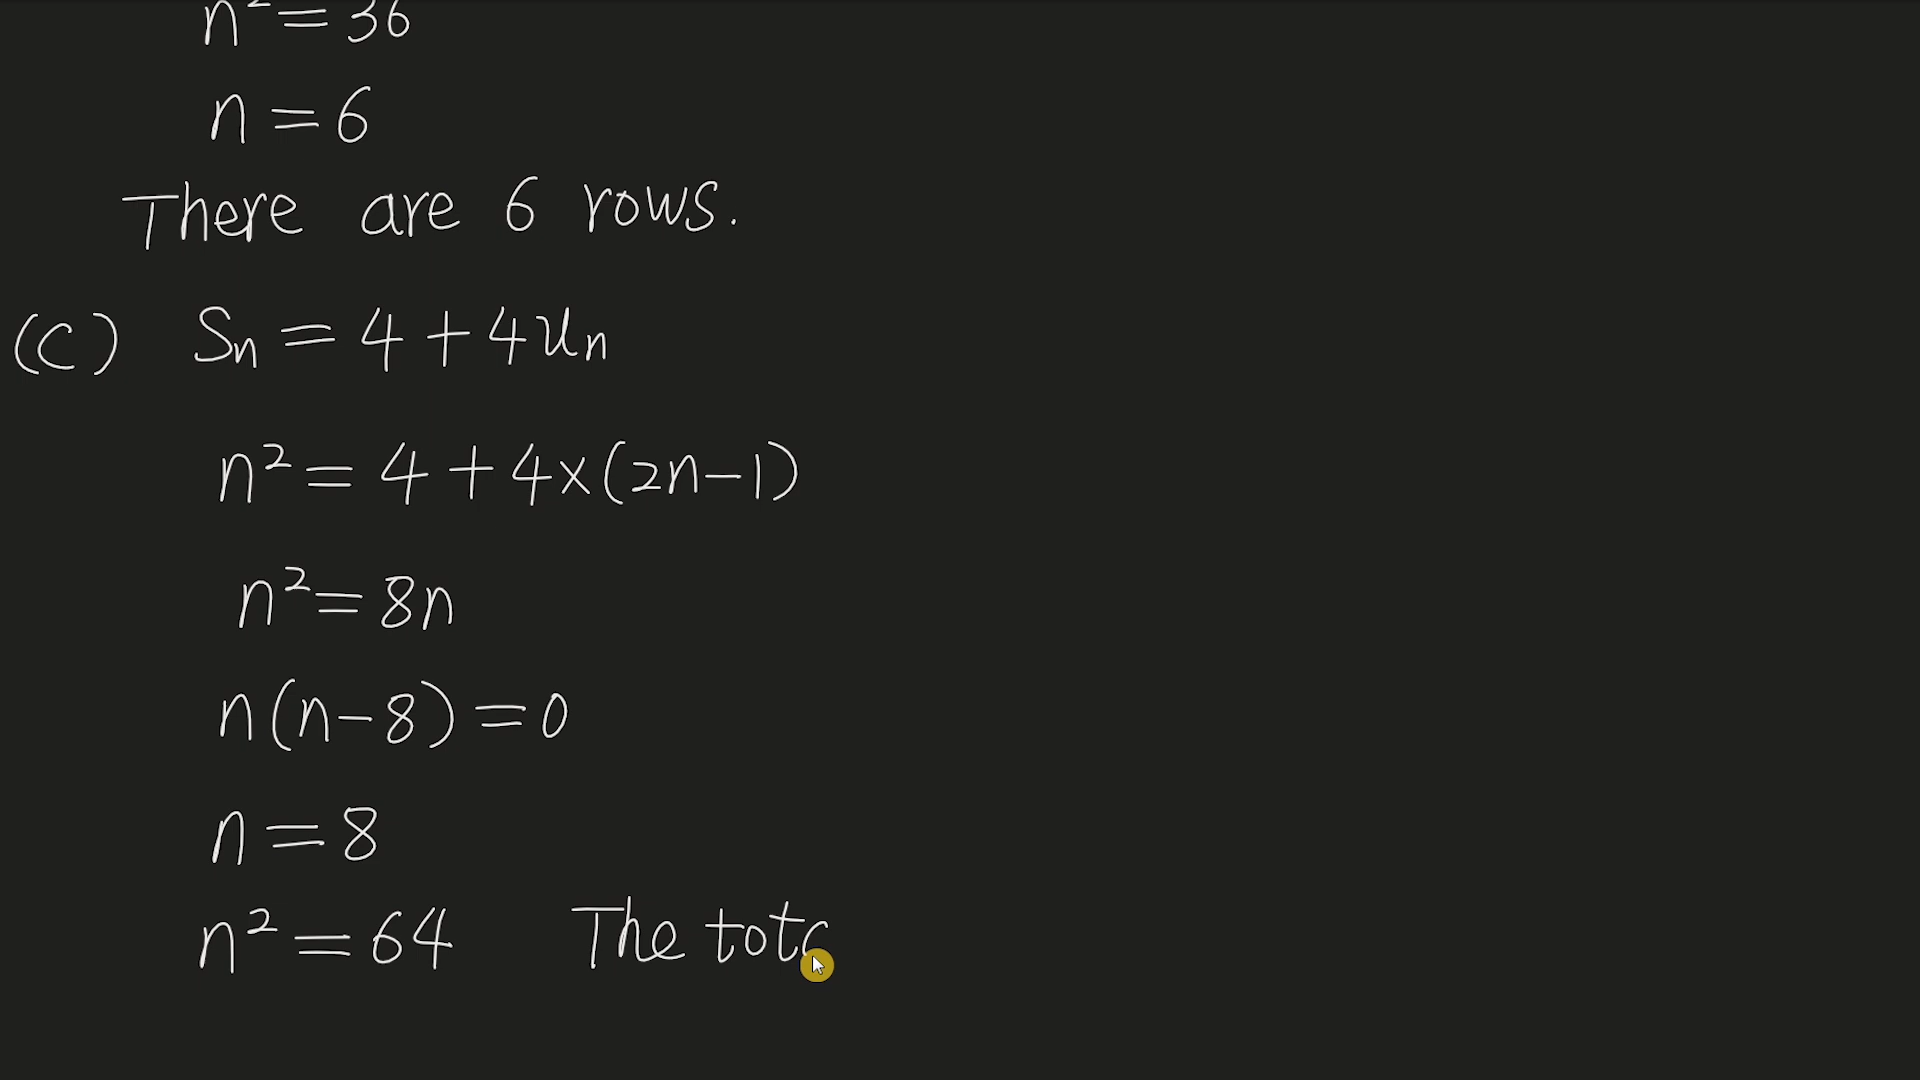 n² = 36
n = 6
There are 6 rows.
(C) Sn = 4 + 4Un
n² = 4 + 4×(2n-1)
n² = 8n
n(n-8) = 0
n = 8
n² = 64 The tota